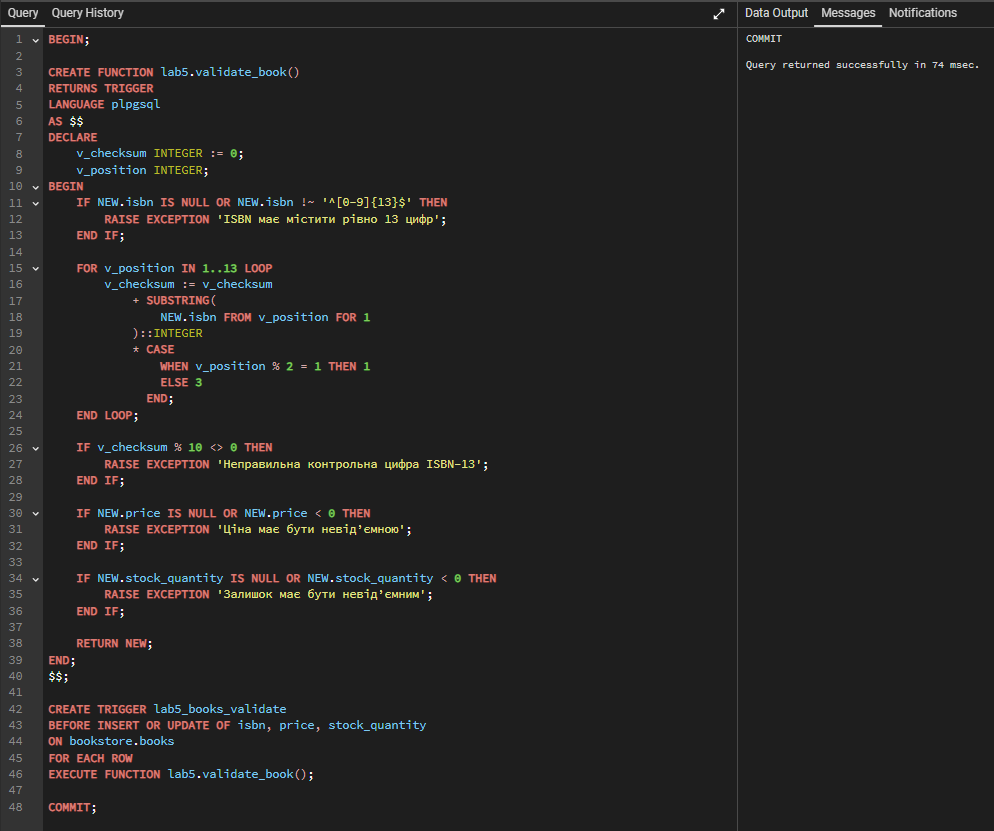 Query Query History
Data Output Messages Notifications
1 BEGIN;
2
3 CREATE FUNCTION lab5.validate_book()
4 RETURNS TRIGGER
5 LANGUAGE plpgsql
6 AS $$
7 DECLARE
8     v_checksum INTEGER := 0;
9     v_position INTEGER;
10 BEGIN
11     IF NEW.isbn IS NULL OR NEW.isbn !~ '^[0-9]{13}$' THEN
12         RAISE EXCEPTION 'ISBN має містити рівно 13 цифр';
13     END IF;
14
15     FOR v_position IN 1..13 LOOP
16         v_checksum := v_checksum
17             + SUBSTRING(
18                 NEW.isbn FROM v_position FOR 1
19             )::INTEGER
20             * CASE
21                 WHEN v_position % 2 = 1 THEN 1
22                 ELSE 3
23               END;
24     END LOOP;
25
26     IF v_checksum % 10 <> 0 THEN
27         RAISE EXCEPTION 'Неправильна контрольна цифра ISBN-13';
28     END IF;
29
30     IF NEW.price IS NULL OR NEW.price < 0 THEN
31         RAISE EXCEPTION 'Ціна має бути невід’ємною';
32     END IF;
33
34     IF NEW.stock_quantity IS NULL OR NEW.stock_quantity < 0 THEN
35         RAISE EXCEPTION 'Залишок має бути невід’ємним';
36     END IF;
37
38     RETURN NEW;
39 END;
40 $$;
41
42 CREATE TRIGGER lab5_books_validate
43 BEFORE INSERT OR UPDATE OF isbn, price, stock_quantity
44 ON bookstore.books
45 FOR EACH ROW
46 EXECUTE FUNCTION lab5.validate_book();
47
48 COMMIT;
COMMIT
Query returned successfully in 74 msec.